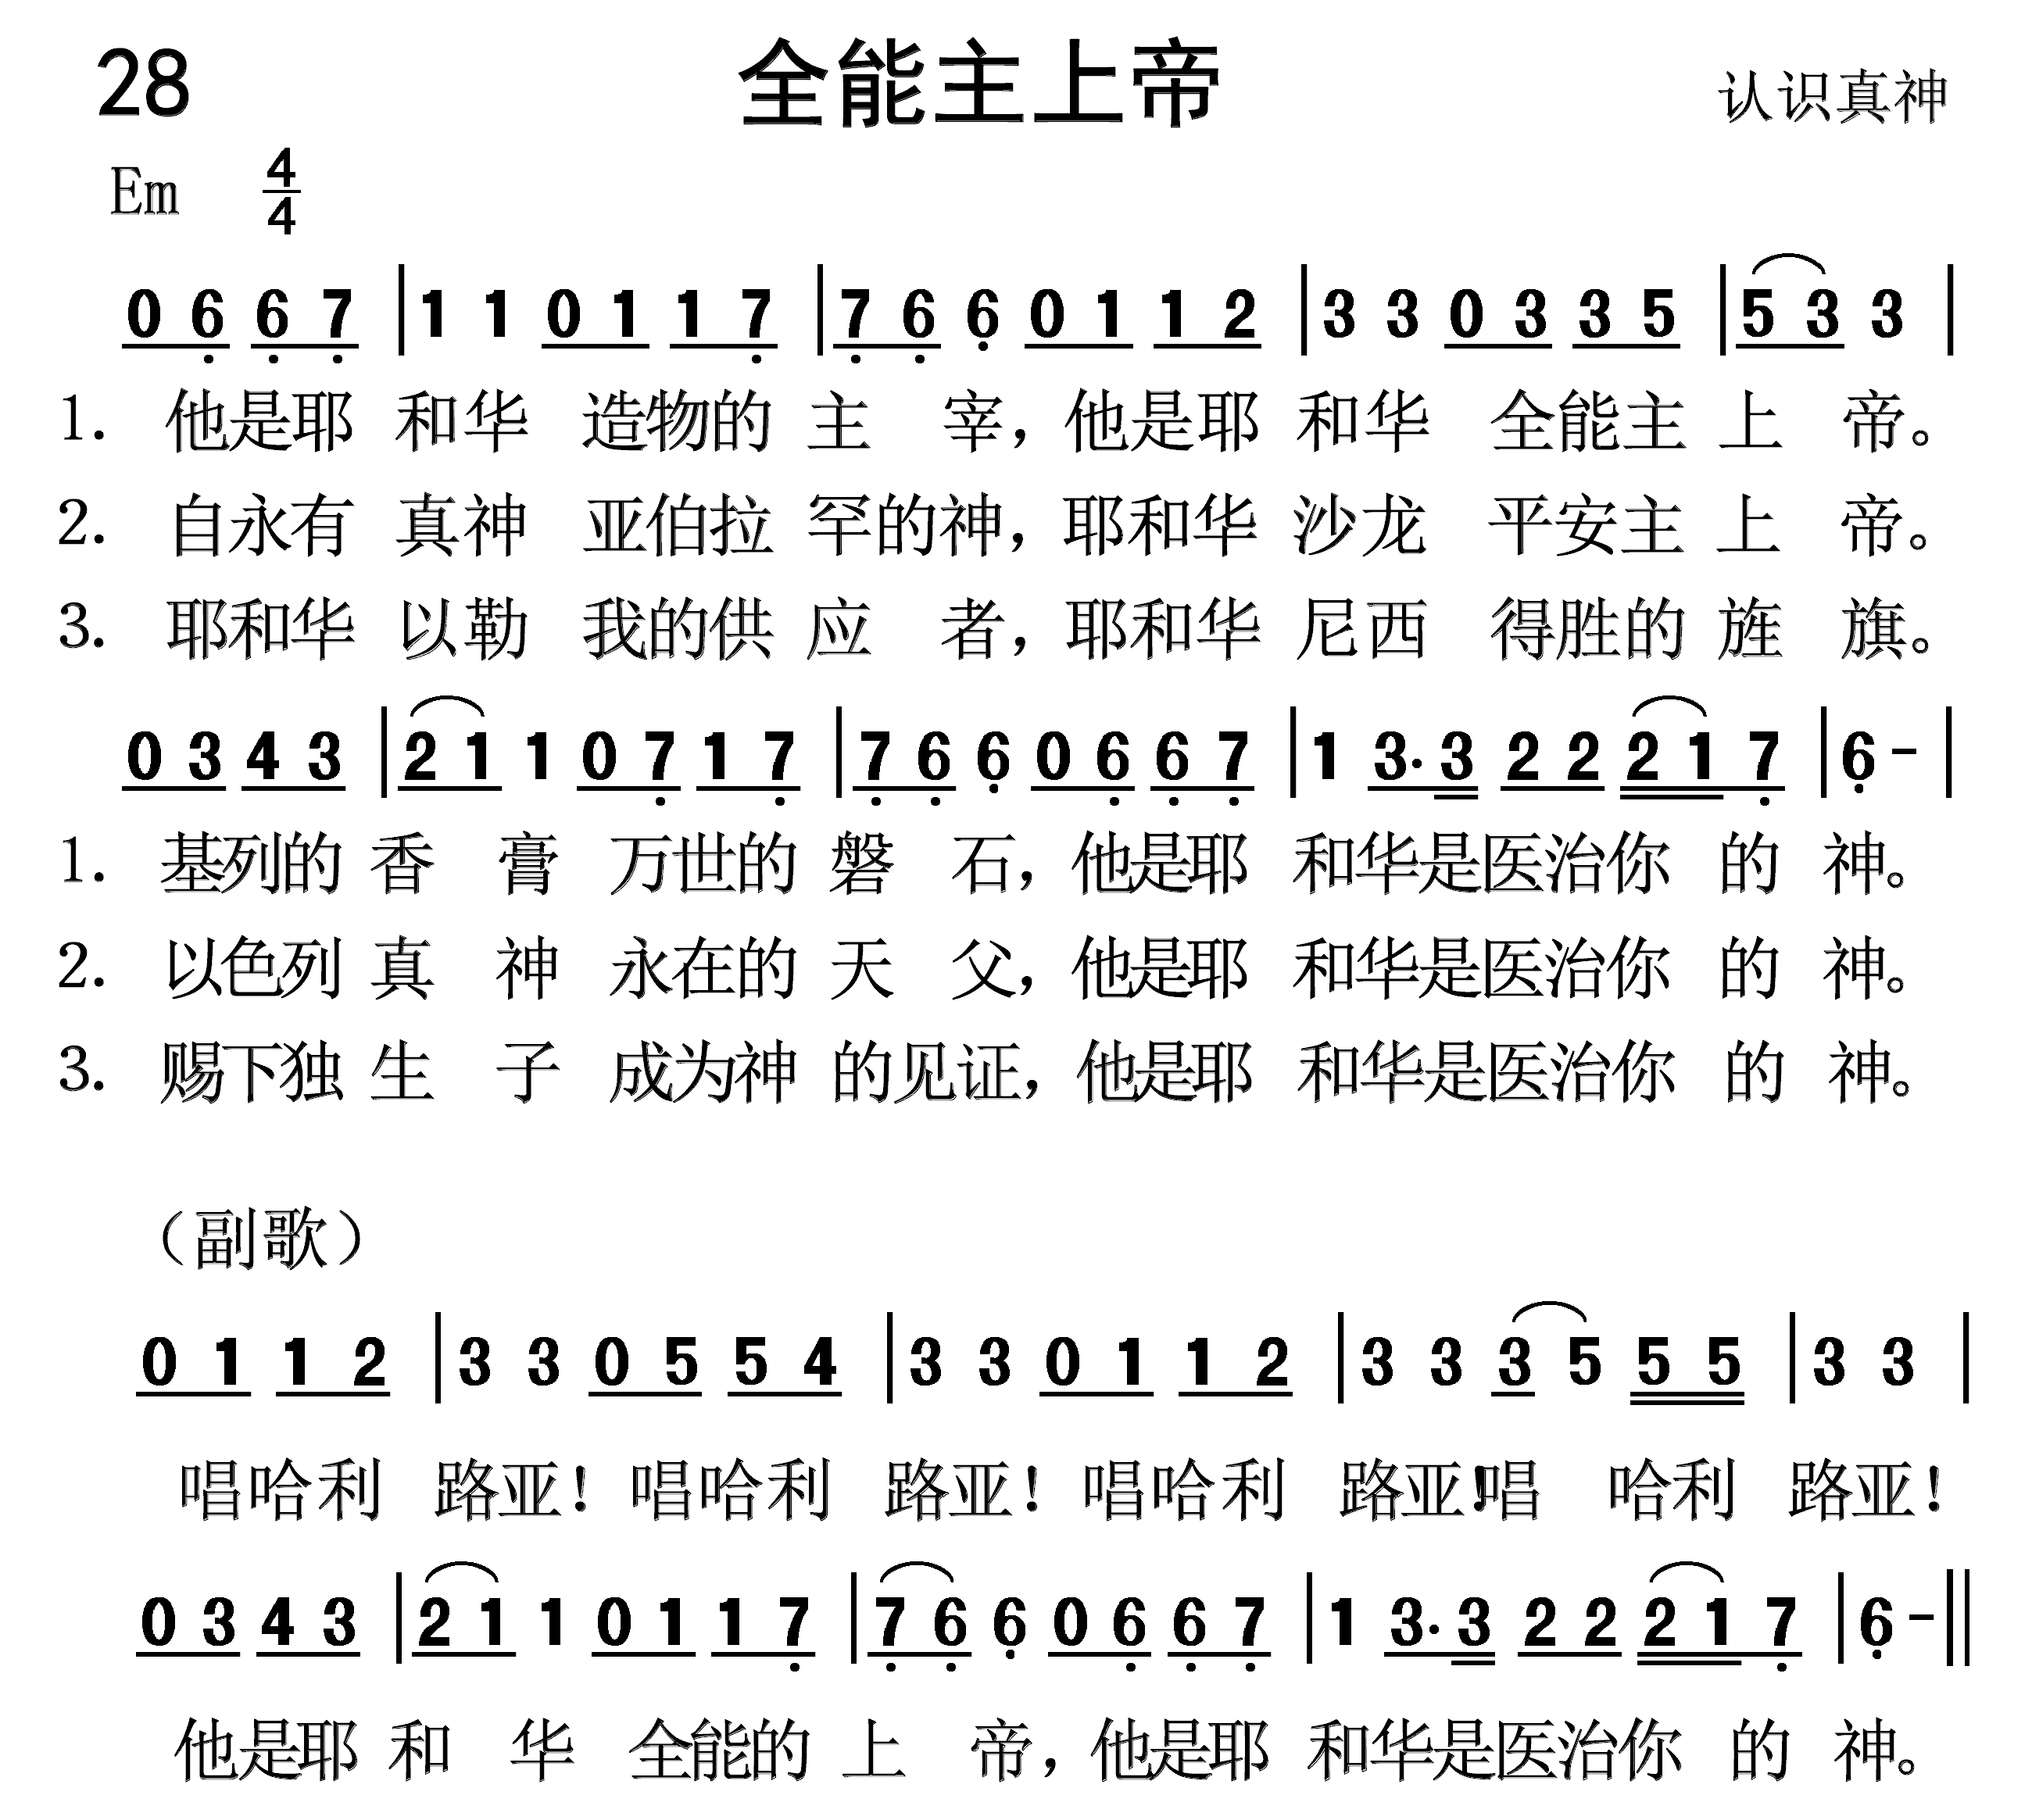 28 全能主上帝 认识真神
Em 4/4
0 6 6 7 | 1 1 0 1 1 7 | 7 6 6 0 1 1 2 | 3 3 0 3 3 5 | 5 3 3 |
1. 他是耶 和华 造物的 主 宰，他是耶 和华 全能主 上 帝。
2. 自永有 真神 亚伯拉 罕的神，耶和华 沙龙 平安主 上 帝。
3. 耶和华 以勒 我的供 应 者，耶和华 尼西 得胜的 旌 旗。
0 3 4 3 | 2 1 1 0 7 1 7 | 7 6 6 0 6 6 7 | 1 3· 3 2 2 2 1 7 | 6 - |
1. 基列的 香 膏 万世的 磐 石，他是耶 和华是医治你 的 神。
2. 以色列 真 神 永在的 天 父，他是耶 和华是医治你 的 神。
3. 赐下独 生 子 成为神 的见证，他是耶 和华是医治你 的 神。
（副歌）
0 1 1 2 | 3 3 0 5 5 4 | 3 3 0 1 1 2 | 3 3 3 5 5 5 | 3 3 |
唱哈利 路亚！唱哈利 路亚！唱哈利 路亚！唱 哈利 路亚！
0 3 4 3 | 2 1 1 0 1 1 7 | 7 6 6 0 6 6 7 | 1 3· 3 2 2 2 1 7 | 6 - ||
他是耶 和 华 全能的 上 帝，他是耶 和华是医治你 的 神。